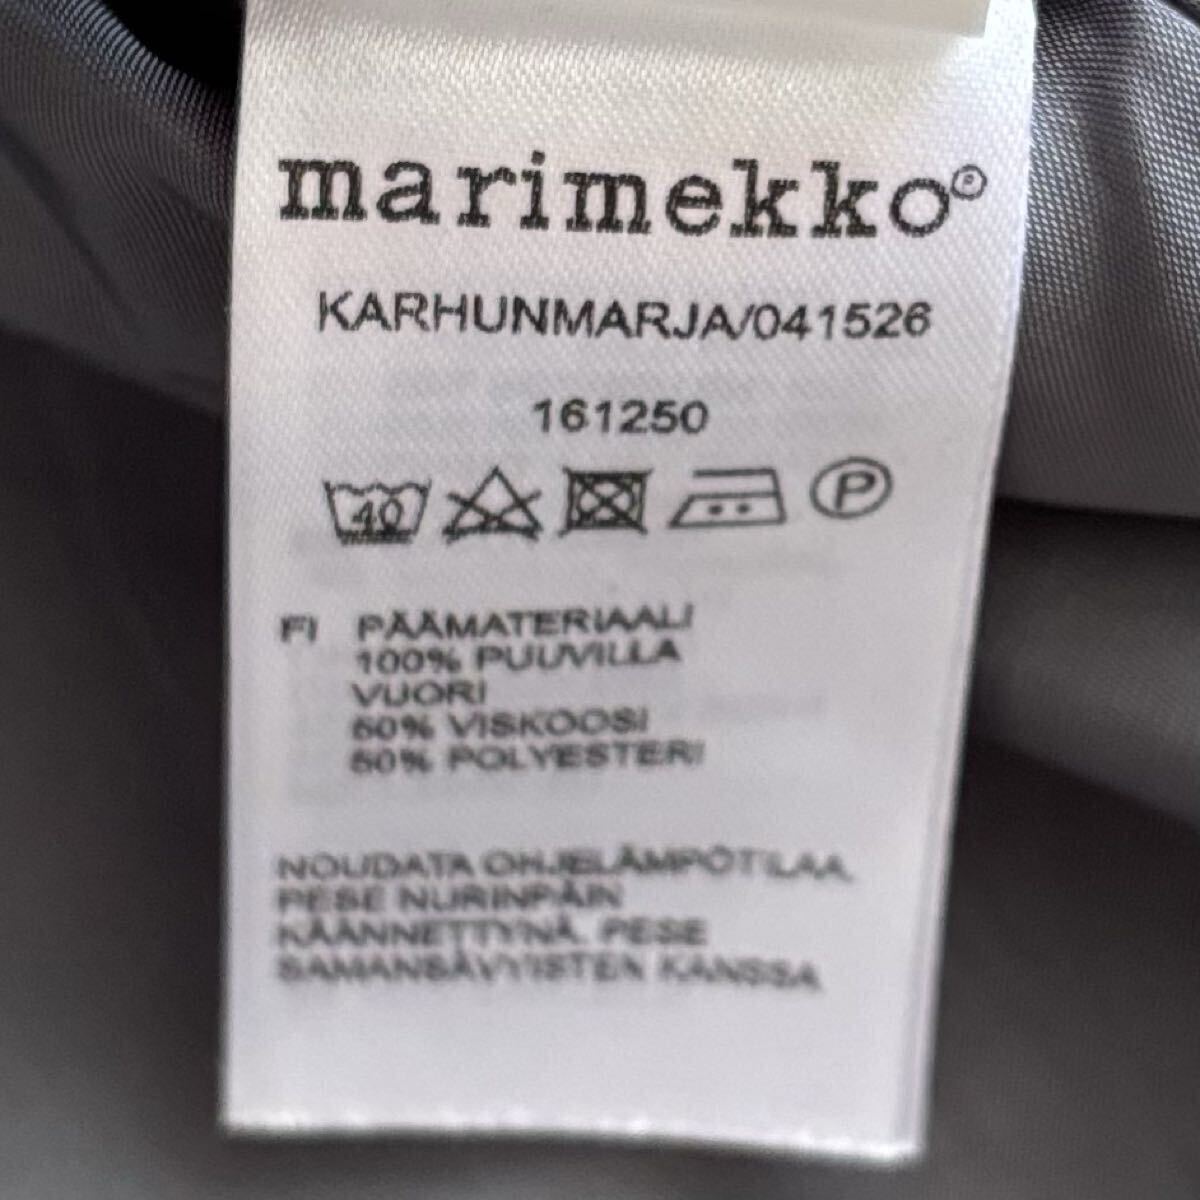 marimekko®
KARHUNMARJA/041526
161250
40 P
FI PÄÄMATERIAALI
100% PUUVILLA
VUORI
50% VISKOOSI
50% POLYESTERI
NOUDATA OHJELÄMPÖTILAA,
PESE NURINPÄIN
KÄÄNNETTYNÄ, PESE
SAMANSÄVYISTEN KANSSA.